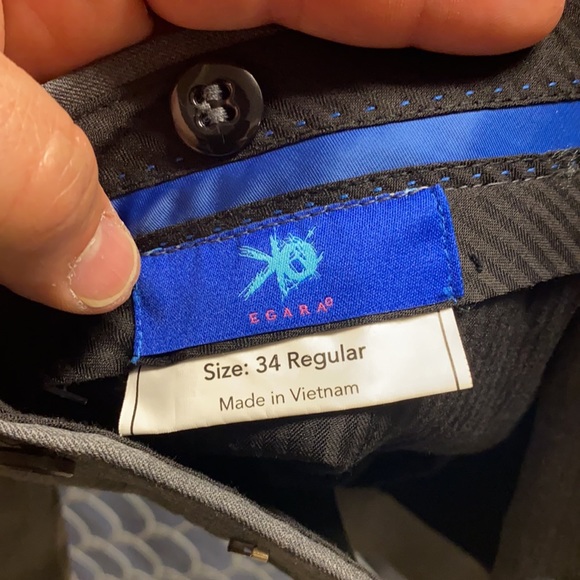 EGARA®
Size: 34 Regular
Made in Vietnam